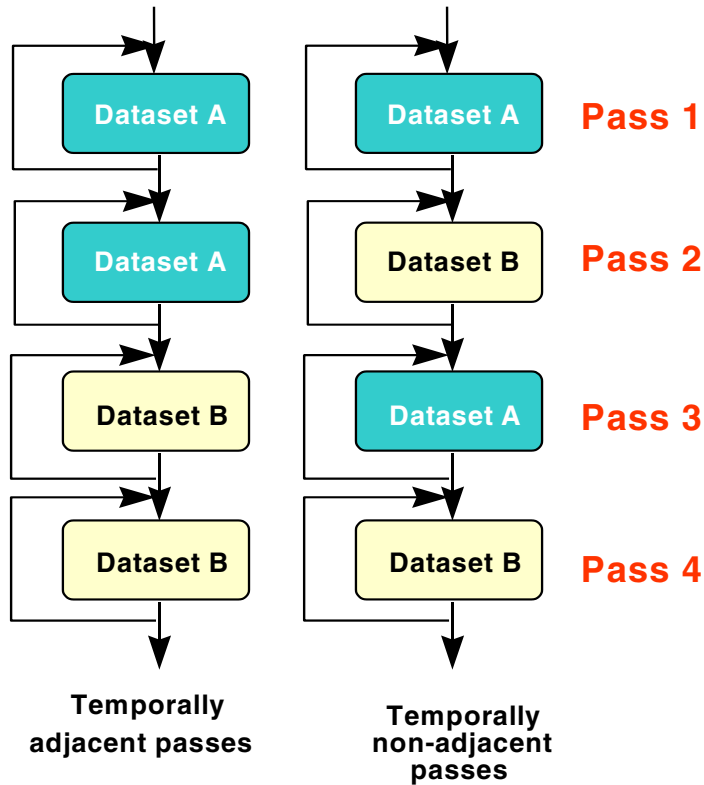 Dataset A
Dataset A
Pass 1
Dataset A
Dataset B
Pass 2
Dataset B
Dataset A
Pass 3
Dataset B
Dataset B
Pass 4
Temporally
adjacent passes
Temporally
non-adjacent
passes